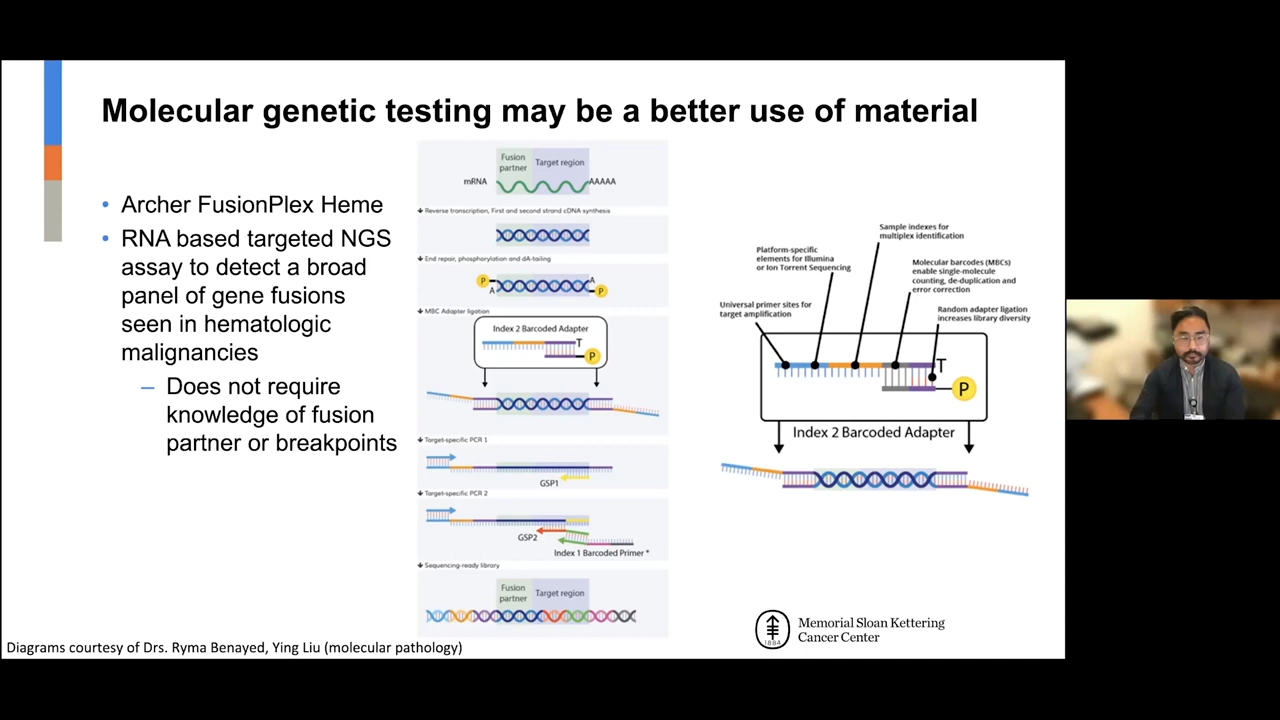 Molecular genetic testing may be a better use of material
• Archer FusionPlex Heme
• RNA based targeted NGS
assay to detect a broad
panel of gene fusions
seen in hematologic
malignancies
– Does not require
knowledge of fusion
partner or breakpoints
Fusion
partner
Target region
mRNA
AAAAA
Reverse transcription, First and second strand cDNA synthesis
End repair, phosphorylation and dA-tailing
P
A
A
P
MBC Adapter ligation
Index 2 Barcoded Adapter
T
P
Target-specific PCR 1
GSP1
Target-specific PCR 2
GSP2
Index 1 Barcoded Primer *
Sequencing-ready library
Fusion
partner
Target region
Sample indexes for
multiplex identification
Platform-specific
elements for Illumina
or Ion Torrent Sequencing
Molecular barcodes (MBCs)
enable single-molecule
counting, de-duplication and
error correction
Universal primer sites for
target amplification
Random adapter ligation
increases library diversity
T
P
Index 2 Barcoded Adapter
1884
Memorial Sloan Kettering
Cancer Center
Diagrams courtesy of Drs. Ryma Benayed, Ying Liu (molecular pathology)